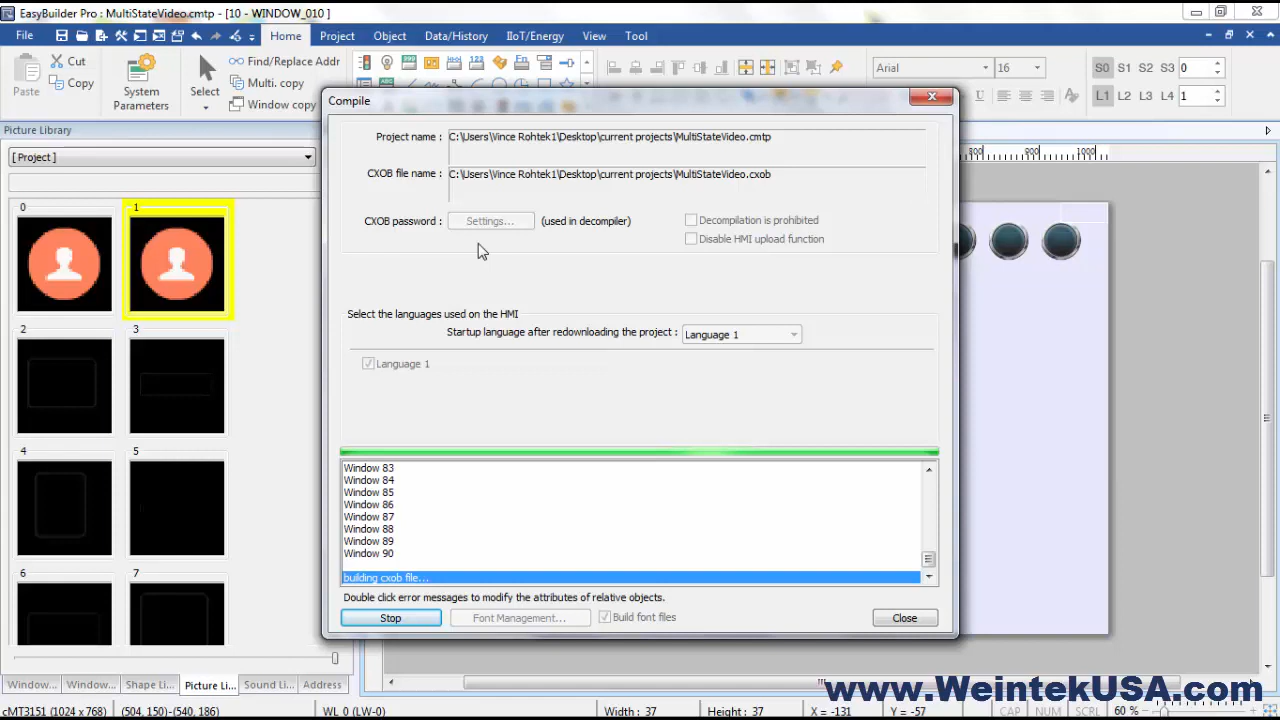 EasyBuilder Pro : MultiStateVideo.cmtp - [10 - WINDOW_010 ]
File Home Project Object Data/History IIoT/Energy View Tool
Paste
Cut
Copy
System Parameters
Select
Find/Replace Addr
Multi. copy
Window copy
Arial 16
S0 S1 S2 S3 0
L1 L2 L3 L4 1
Picture Library
[ Project ]
0 1
2 3
4 5
6 7
Window... Window... Shape Li... Picture Li... Sound Li... Address
Compile
Project name : C:\Users\Vince Rohtek1\Desktop\current projects\MultiStateVideo.cmtp
CXOB file name : C:\Users\Vince Rohtek1\Desktop\current projects\MultiStateVideo.cxob
CXOB password : Settings... (used in decompiler)
Decompilation is prohibited
Disable HMI upload function
Select the languages used on the HMI
Startup language after redownloading the project : Language 1
Language 1
Window 83
Window 84
Window 85
Window 86
Window 87
Window 88
Window 89
Window 90
building cxob file...
Double click error messages to modify the attributes of relative objects.
Stop Font Management... Build font files Close
800 900 1000
www.WeintekUSA.com
cMT3151 (1024 x 768) (504, 150)-(540, 186) WL 0 (LW-0) Width : 37 Height : 37 X = -131 Y = -57 CAP NUM SCRL 60 %